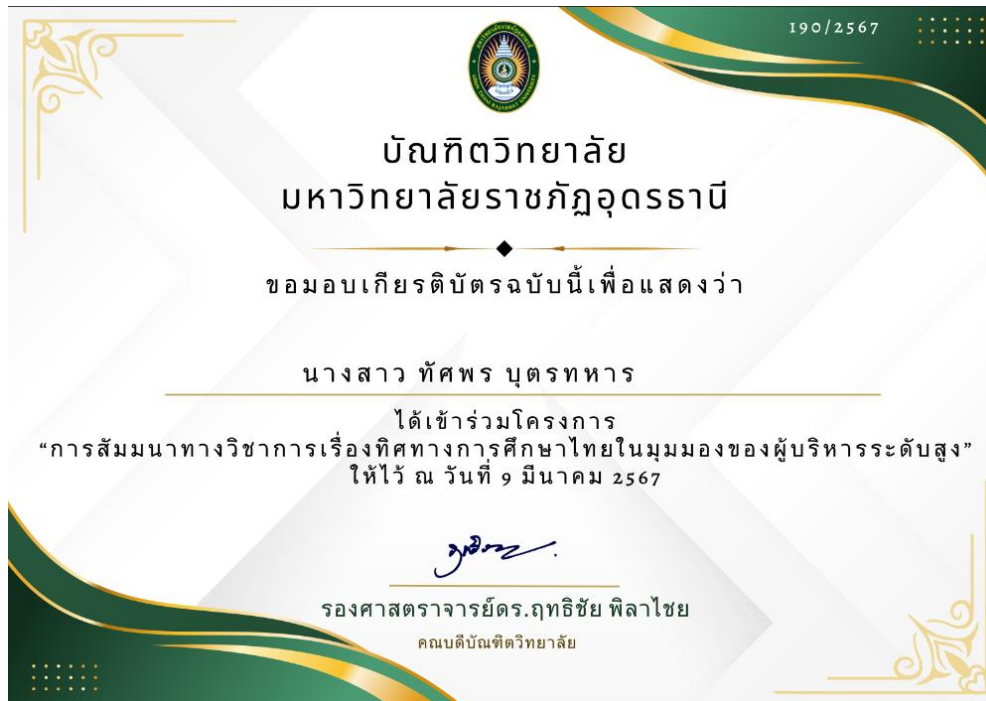 190/2567
บัณฑิตวิทยาลัย
มหาวิทยาลัยราชภัฏอุดรธานี
ขอมอบเกียรติบัตรฉบับนี้เพื่อแสดงว่า
นางสาว ทัศพร บุตรทหาร
ได้เข้าร่วมโครงการ
“การสัมมนาทางวิชาการเรื่องทิศทางการศึกษาไทยในมุมมองของผู้บริหารระดับสูง”
ให้ไว้ ณ วันที่ 9 มีนาคม 2567
รองศาสตราจารย์ดร.ฤทธิชัย พิลาไชย
คณบดีบัณฑิตวิทยาลัย